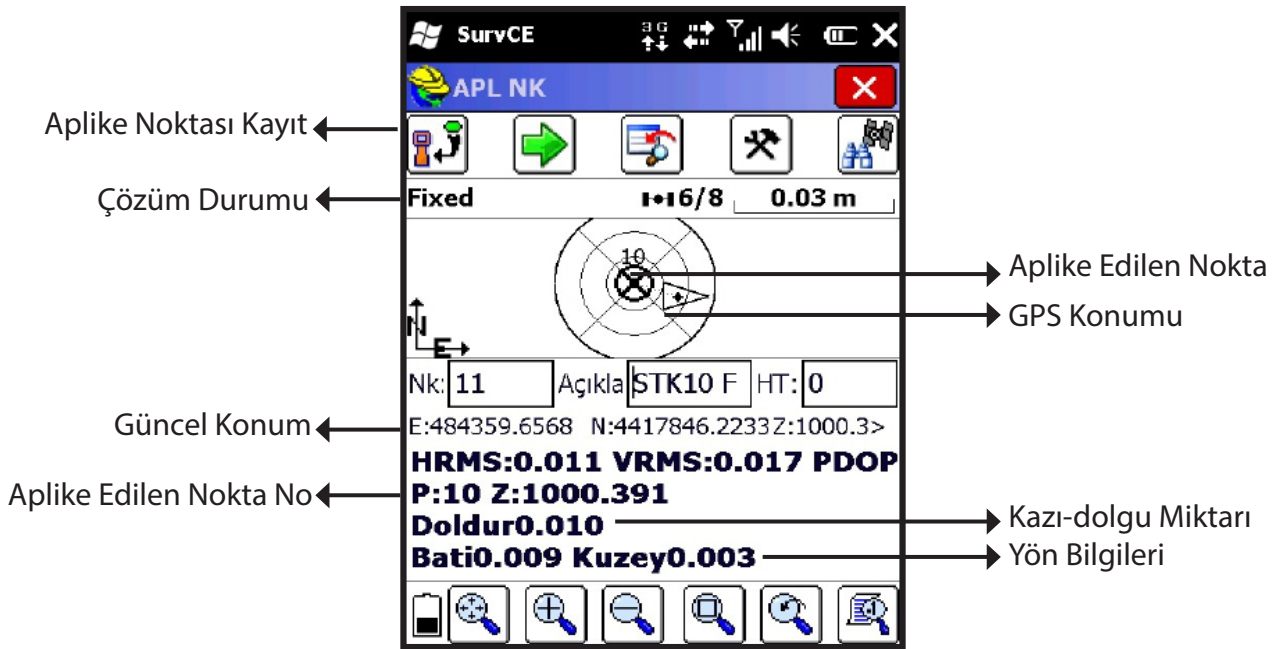 SurvCE
3G
APL NK
Aplike Noktası Kayıt
Çözüm Durumu
Fixed 6/8 0.03 m
10
Aplike Edilen Nokta
GPS Konumu
N
E
Nk: 11 Açıkla STK10 F HT: 0
Güncel Konum
E:484359.6568 N:4417846.2233 Z:1000.3>
HRMS:0.011 VRMS:0.017 PDOP
Aplike Edilen Nokta No
P:10 Z:1000.391
Doldur0.010
Kazı-dolgu Miktarı
Bati0.009 Kuzey0.003
Yön Bilgileri